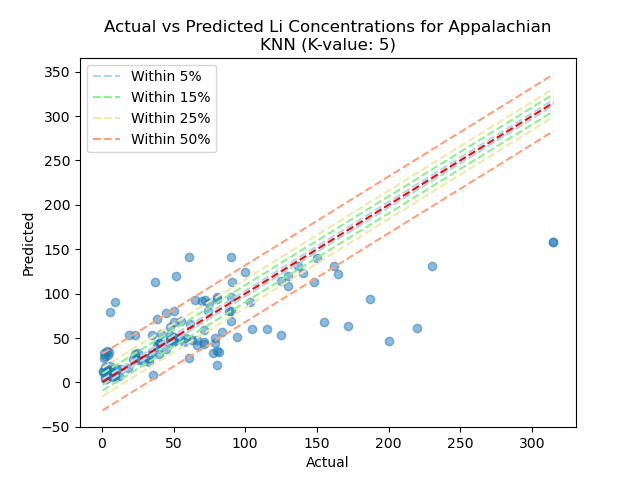 Actual vs Predicted Li Concentrations for Appalachian
KNN (K-value: 5)
Within 5%
Within 15%
Within 25%
Within 50%
350
300
250
200
150
100
50
0
−50
Predicted
0
50
100
150
200
250
300
Actual